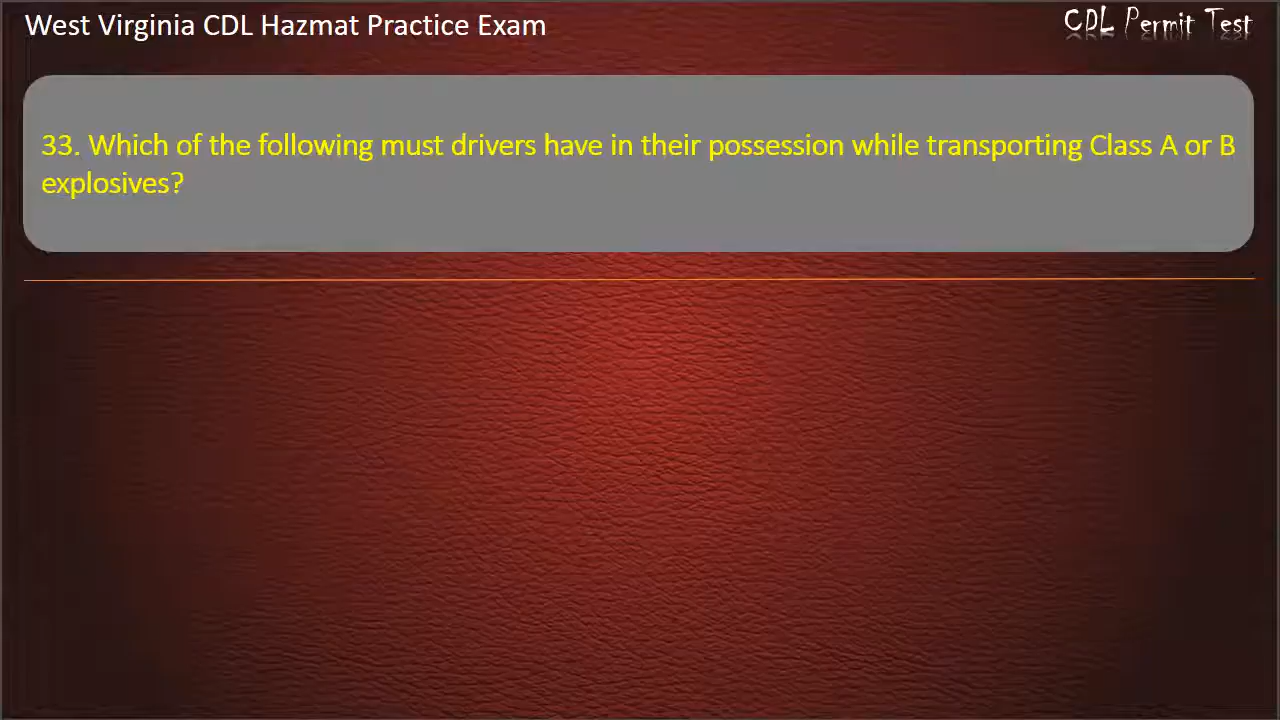 West Virginia CDL Hazmat Practice Exam
CDL Permit Test
33. Which of the following must drivers have in their possession while transporting Class A or B
explosives?